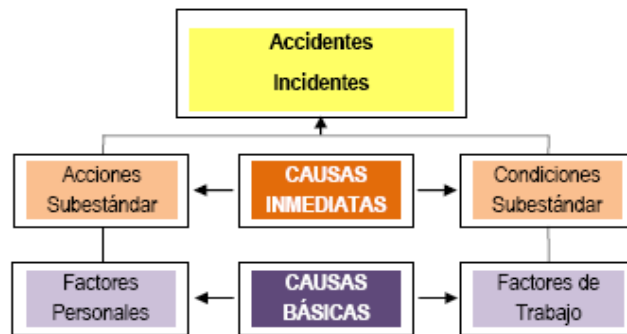 Accidentes
Incidentes
Acciones
Subestándar
CAUSAS
INMEDIATAS
Condiciones
Subestándar
Factores
Personales
CAUSAS
BÁSICAS
Factores de
Trabajo